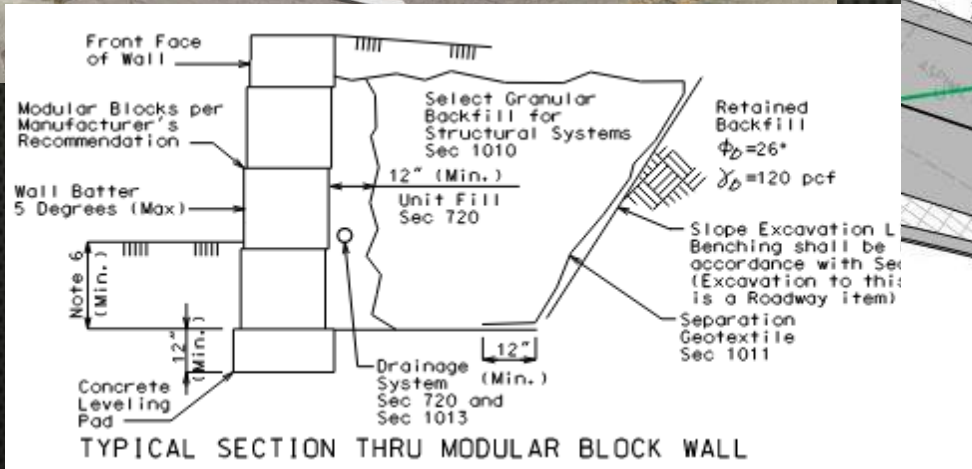 Front Face
of Wall
Modular Blocks per
Manufacturer's
Recommendation
Wall Batter
5 Degrees (Max)
Note 6
(Min.)
12"
(Min.)
Concrete
Leveling
Pad
Select Granular
Backfill for
Structural Systems
Sec 1010
12" (Min.)
Unit Fill
Sec 720
Drainage
System
Sec 720 and
Sec 1013
12"
(Min.)
Retained
Backfill
ϕb=26°
γb=120 pcf
Slope Excavation L
Benching shall be
accordance with Sec
(Excavation to this
is a Roadway item)
Separation
Geotextile
Sec 1011
TYPICAL SECTION THRU MODULAR BLOCK WALL